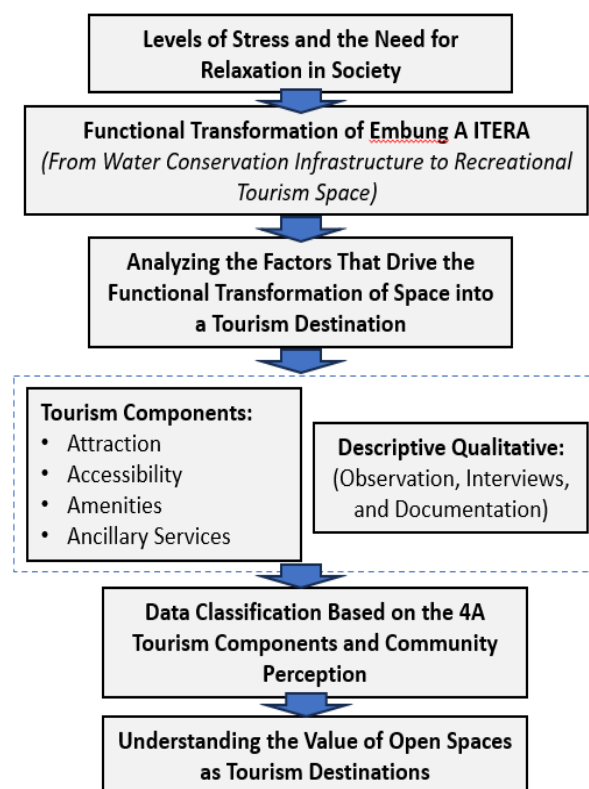 Levels of Stress and the Need for
Relaxation in Society
Functional Transformation of Embung A ITERA
(From Water Conservation Infrastructure to Recreational
Tourism Space)
Analyzing the Factors That Drive the
Functional Transformation of Space into
a Tourism Destination
Tourism Components:
• Attraction
• Accessibility
• Amenities
• Ancillary Services
Descriptive Qualitative:
(Observation, Interviews,
and Documentation)
Data Classification Based on the 4A
Tourism Components and Community
Perception
Understanding the Value of Open Spaces
as Tourism Destinations